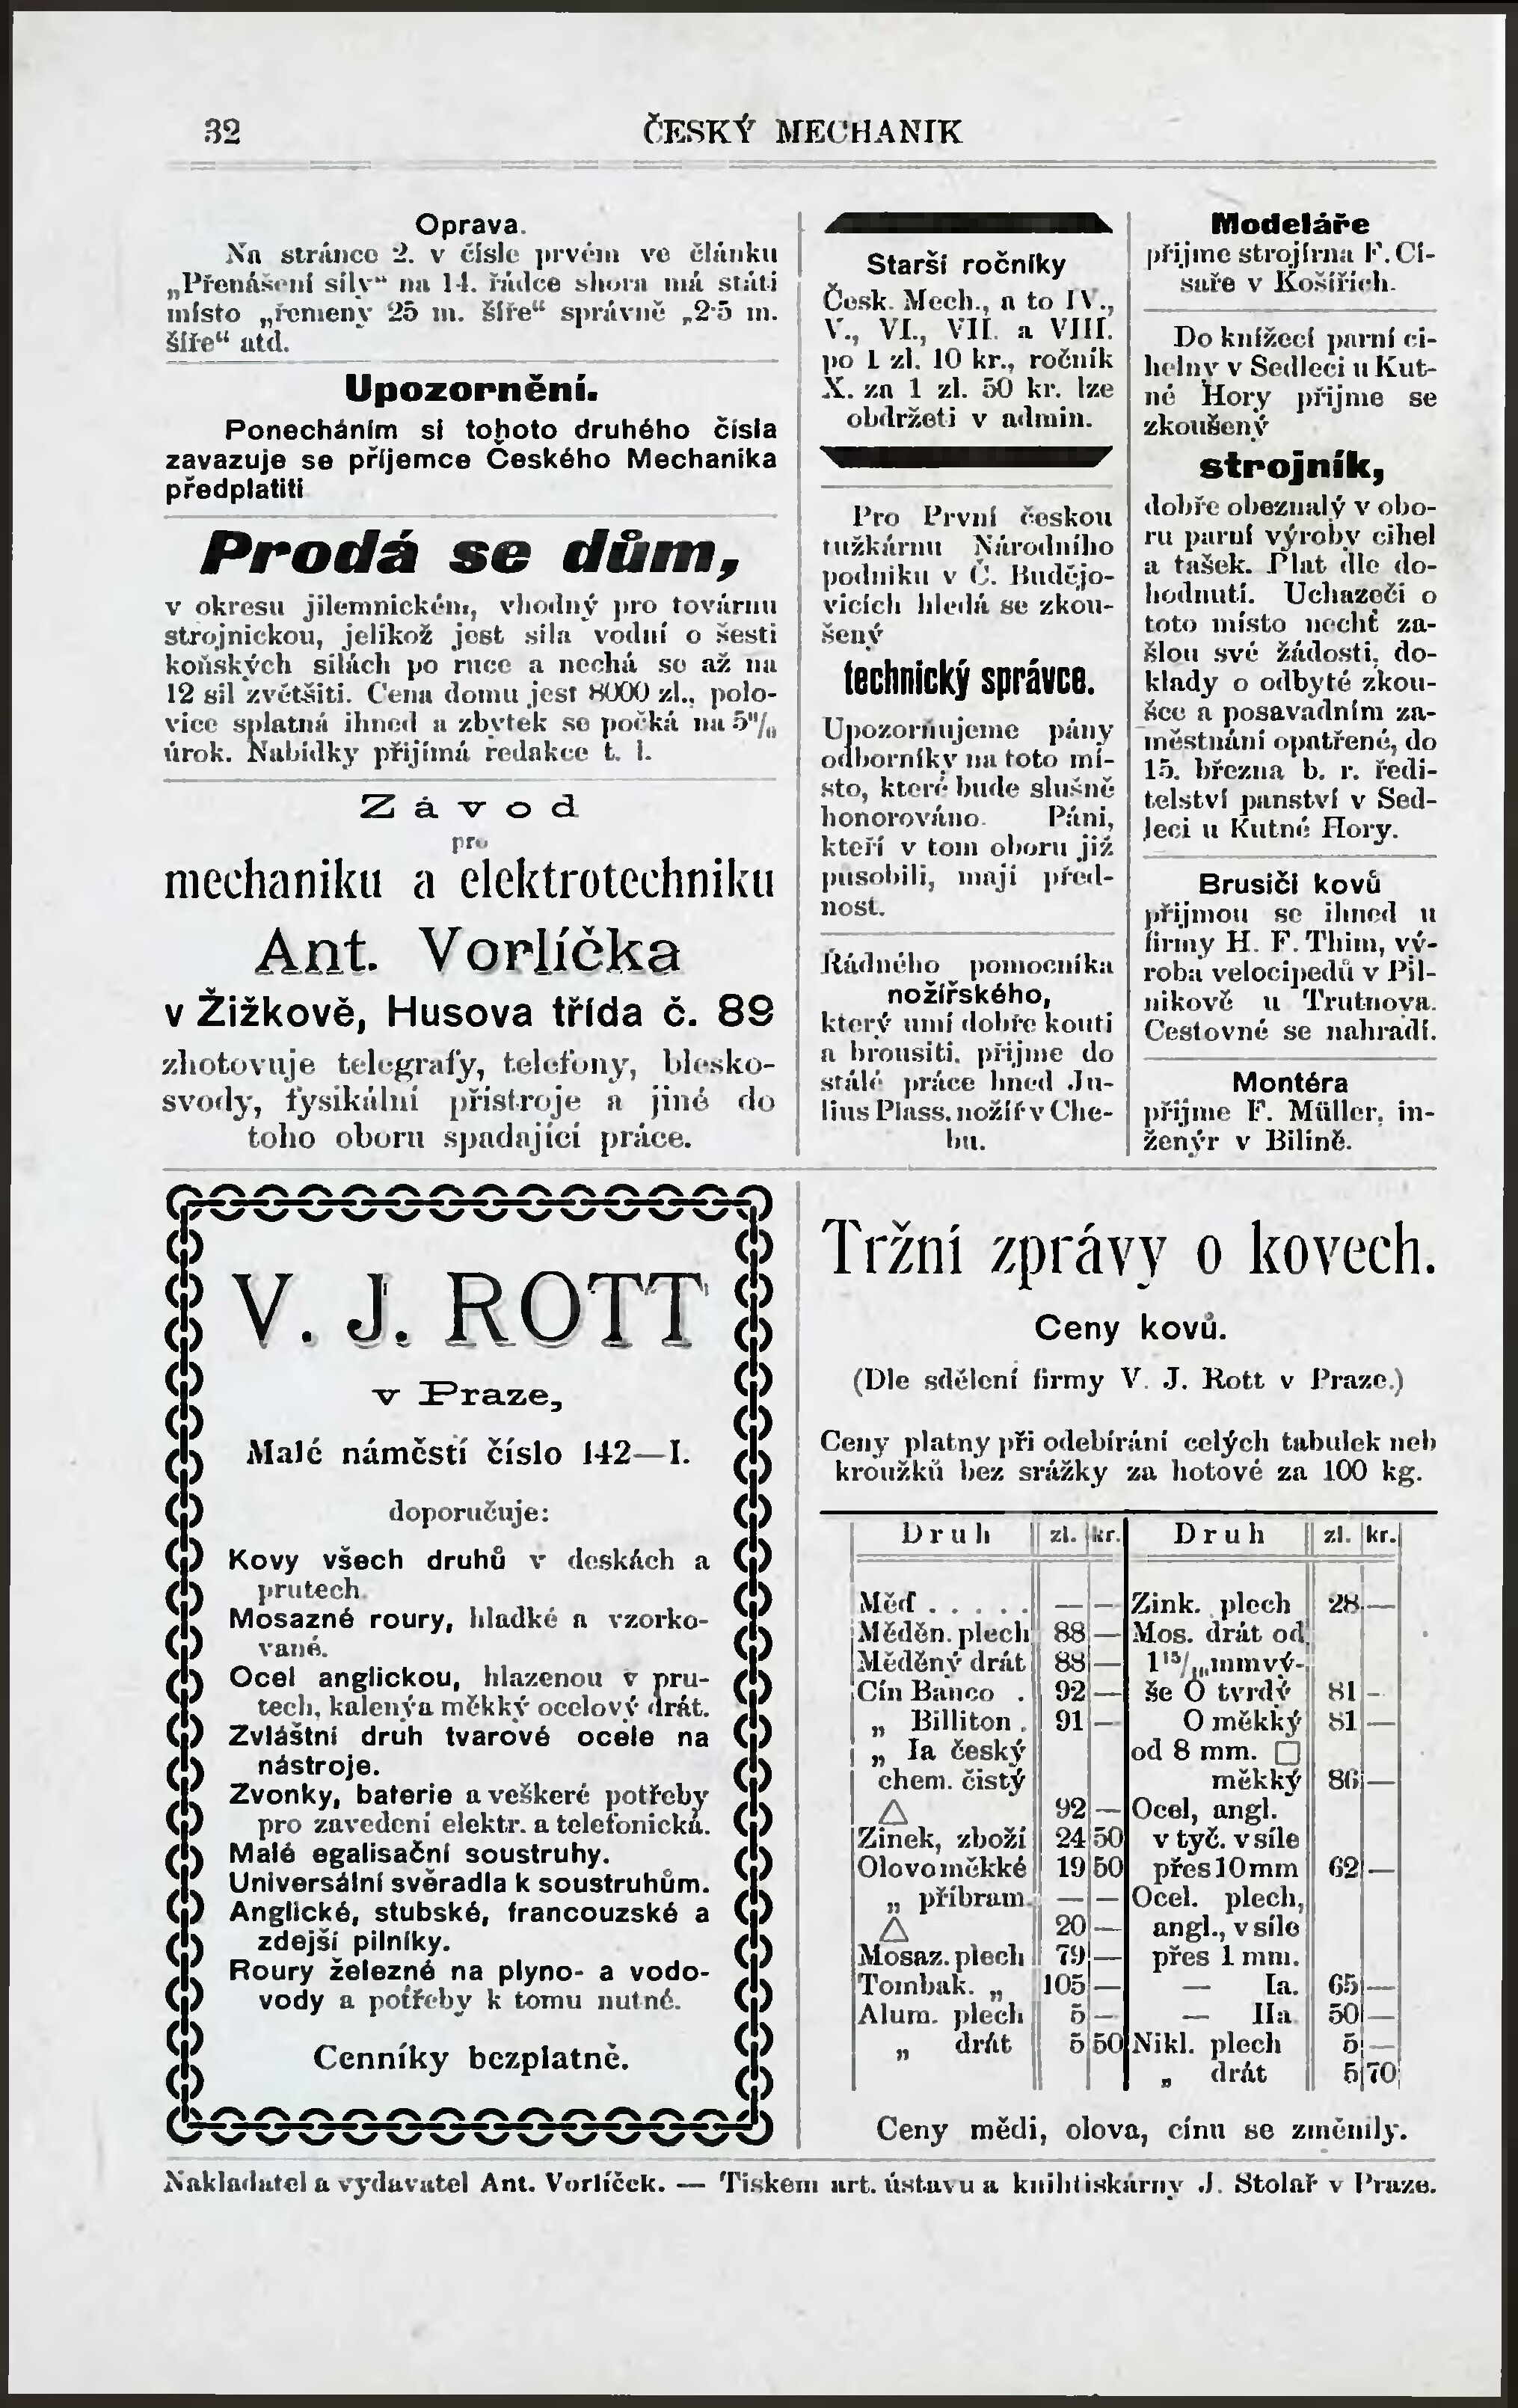 32
ČESKÝ MECHANIK
Oprava.
Na stránce 2. v čísle prvém ve článku
„Přenášení síly“ na 14. řádce shora má státi
místo „řemeny 25 m. šíře“ správně „2·5 m.
šíře“ atd.
Upozornění.
Ponecháním si tohoto druhého čísla
zavazuje se příjemce Českého Mechanika
předplatiti
Prodá se dům,
v okresu jilemnickém, vhodný pro továrnu
strojnickou, jelikož jest síla vodní o šesti
koňských silách po ruce a nechá se až na
12 sil zvětšiti. Cena domu jest 8000 zl., polo-
vice splatná ihned a zbytek se počká na 5%
úrok. Nabídky přijímá redakce t. l.
Závod
pro
mechaniku a elektrotechniku
Ant. Vorlíčka
v Žižkově, Husova třída č. 89
zhotovuje telegrafy, telefony, blesko-
svody, fysikální přístroje a jiné do
toho oboru spadající práce.
Starší ročníky
Česk. Mech., a to IV.,
V., VI., VII. a VIII.
po 1 zl. 10 kr., ročník
X. za 1 zl. 50 kr. lze
obdržeti v admin.
Pro První českou
tužkárnu Národního
podniku v Č. Budějo-
vicích hledá se zkou-
šený
technický správce.
Upozorňujeme pány
odborníky na toto mí-
sto, které bude slušně
honorováno. Páni,
kteří v tom oboru již
pusobili, mají před-
nost.
Řádného pomocníka
nožířského,
který umí dobře kouti
a brousiti, přijme do
stálé práce hned Ju-
lius Plass, nožíř v Che-
bu.
Modeláře
přijme strojírna F. Cí-
saře v Košířích.
Do knížecí parní ci-
helny v Sedleci u Kut-
né Hory přijme se
zkoušený
strojník,
dobře obeznalý v obo-
ru parní výroby cihel
a tašek. Plat dle do-
hodnutí. Uchazeči o
toto místo nechť za-
šlou své žádosti, do-
klady o odbyté zkou-
šce a posavadním za-
městnání opatřené, do
15. března b. r. ředi-
telství panství v Sed-
leci u Kutné Hory.
Brusiči kovů
přijmou se ihned u
firmy H. F. Thim, vý-
roba velocipedů v Pil-
nikově u Trutnova.
Cestovné se nahradí.
Montéra
přijme F. Müller, in-
ženýr v Bilině.
V. J. ROTT
v Praze,
Malé náměstí číslo 142—I.
doporučuje:
Kovy všech druhů v deskách a
prutech.
Mosazné roury, hladké a vzorko-
vané.
Ocel anglickou, hlazenou v pru-
tech, kalený a měkký ocelový drát.
Zvláštní druh tvarové ocele na
nástroje.
Zvonky, baterie a veškeré potřeby
pro zavedení elektr. a telefonická.
Malé egalisační soustruhy.
Universální svěradla k soustruhům.
Anglické, stubské, francouzské a
zdejší pilníky.
Roury železné na plyno- a vodo-
vody a potřeby k tomu nutné.
Cenníky bezplatně.
Tržní zprávy o kovech.
Ceny kovů.
(Dle sdělení firmy V. J. Rott v Praze.)
Ceny platny při odebírání celých tabulek neb
kroužků bez srážky za hotové za 100 kg.
Druh zl. kr.
Měď . . . . . — —
Měděn. plech 88 —
Měděný drát 88 —
Cín Banco . 92 —
„ Billiton . 91 —
„ Ia český
chem. čistý
△ 92 —
Zinek, zboží 24 50
Olovo měkké 19 50
„ příbram. — —
△ 20 —
Mosaz. plech 79 —
Tombak. „ 105 —
Alum. plech 5 —
„ drát 5 50
Druh zl. kr.
Zink. plech 28 —
Mos. drát od
1 mm vý-
še O tvrdý 81 —
O měkký 81 —
od 8 mm. □
měkký 86 —
Ocel, angl.
v tyč. v síle
přes 10 mm 62 —
Ocel. plech,
angl., v síle
přes 1 mm.
— Ia. 65 —
— IIa 50 —
Nikl. plech 5 —
„ drát 5 70
Ceny mědi, olova, cínu se změnily.
Nakladatel a vydavatel Ant. Vorlíček. — Tiskem art. ústavu a knihtiskárny J. Stolař v Praze.